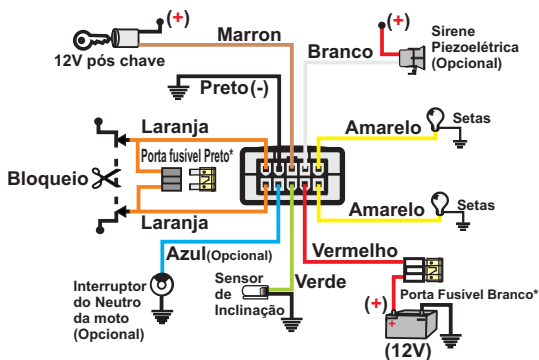 (+)
Marron
12V pós chave
(+)
Branco
Sirene
Piezoelétrica
(Opcional)
Preto(-)
Laranja
Porta fusível Preto*
Amarelo
Setas
Bloqueio
Amarelo
Setas
Laranja
Azul(Opcional)
Vermelho
Interruptor
do Neutro
da moto
(Opcional)
Sensor
de
Inclinação
Verde
Porta Fusível Branco*
(+)
+
-
(12V)